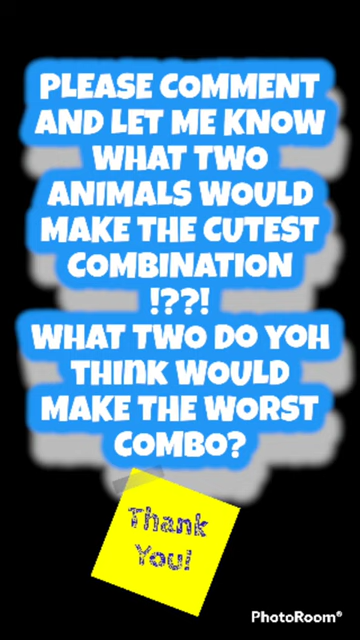 PLEASE COMMENT
AND LET ME KNOW
WHAT TWO
ANIMALS WOULD
MAKE THE CUTEST
COMBINATION
!??!
WHAT TWO DO YOH
THINK WOULD
MAKE THE WORST
COMBO?
Thank
You!
PhotoRoom®